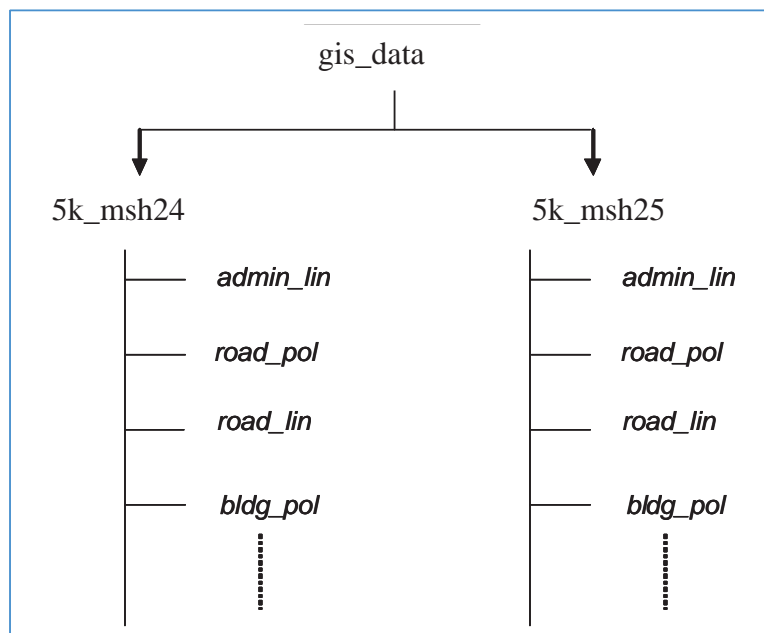 gis_data
5k_msh24
5k_msh25
admin_lin
admin_lin
road_pol
road_pol
road_lin
road_lin
bldg_pol
bldg_pol